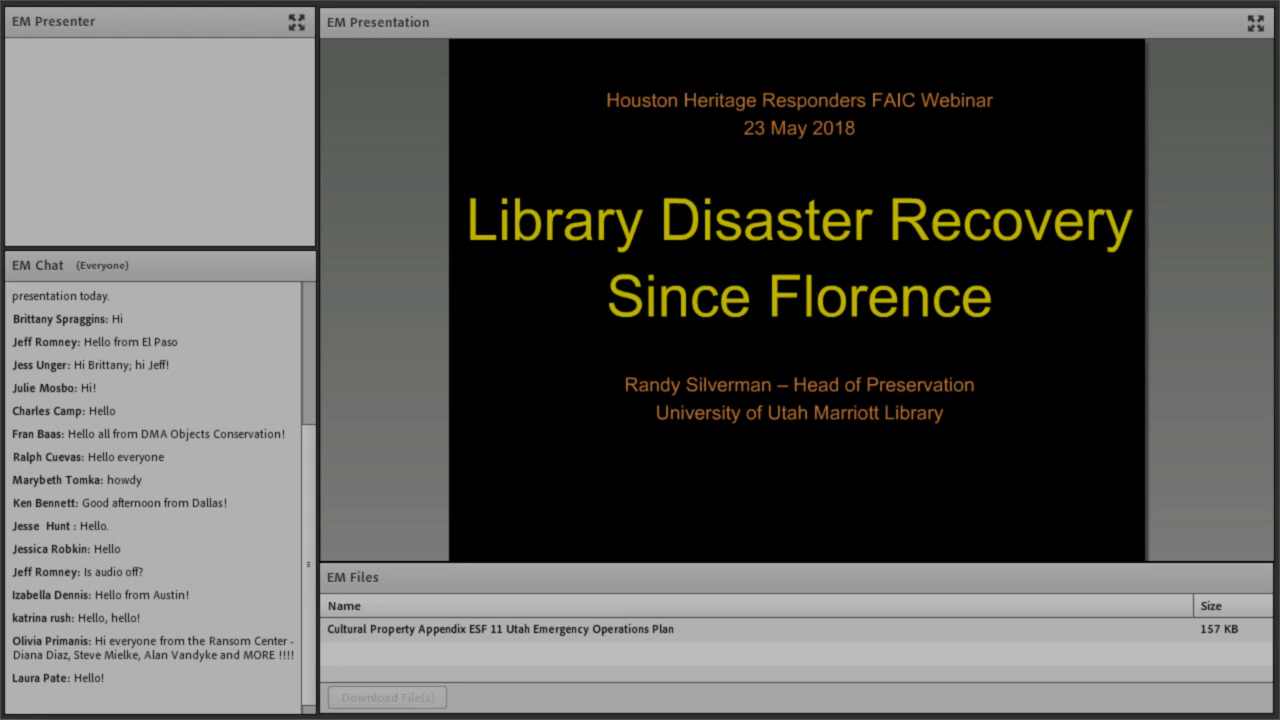 EM Presenter
EM Presentation
Houston Heritage Responders FAIC Webinar
23 May 2018
Library Disaster Recovery
Since Florence
Randy Silverman – Head of Preservation
University of Utah Marriott Library
EM Chat (Everyone)
presentation today.
Brittany Spraggins: Hi
Jeff Romney: Hello from El Paso
Jess Unger: Hi Brittany; hi Jeff!
Julie Mosbo: Hi!
Charles Camp: Hello
Fran Baas: Hello all from DMA Objects Conservation!
Ralph Cuevas: Hello everyone
Marybeth Tomka: howdy
Ken Bennett: Good afternoon from Dallas!
Jesse Hunt : Hello.
Jessica Robkin: Hello
Jeff Romney: Is audio off?
Izabella Dennis: Hello from Austin!
katrina rush: Hello, hello!
Olivia Primanis: Hi everyone from the Ransom Center -
Diana Diaz, Steve Mielke, Alan Vandyke and MORE !!!!
Laura Pate: Hello!
EM Files
Name Size
Cultural Property Appendix ESF 11 Utah Emergency Operations Plan 157 KB
Download File(s)